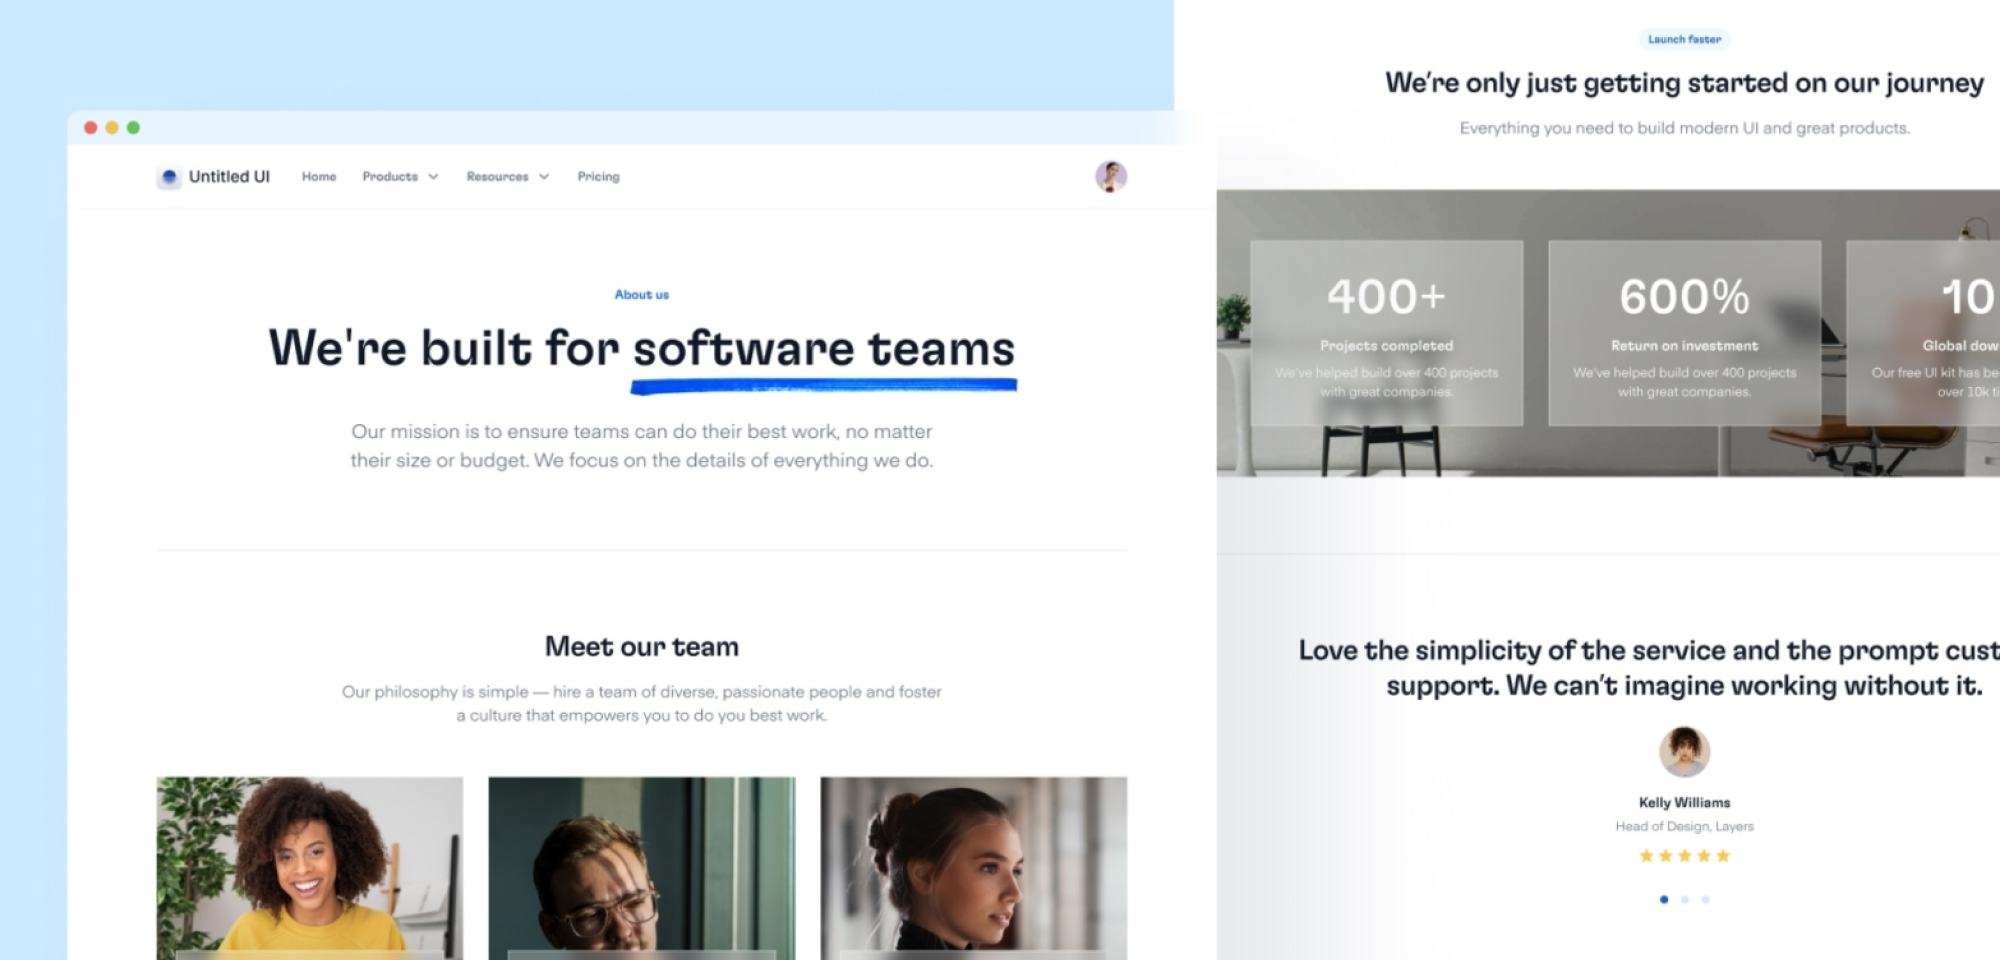 Untitled UI
Home
Products
Resources
Pricing
About us
We're built for software teams
Our mission is to ensure teams can do their best work, no matter
their size or budget. We focus on the details of everything we do.
Meet our team
Our philosophy is simple — hire a team of diverse, passionate people and foster
a culture that empowers you to do you best work.
Launch faster
We’re only just getting started on our journey
Everything you need to build modern UI and great products.
400+
Projects completed
We’ve helped build over 400 projects
with great companies.
600%
Return on investment
We’ve helped build over 400 projects
with great companies.
10
Global dow
Our free UI kit has be
over 10k ti
Love the simplicity of the service and the prompt cust
support. We can’t imagine working without it.
Kelly Williams
Head of Design, Layers